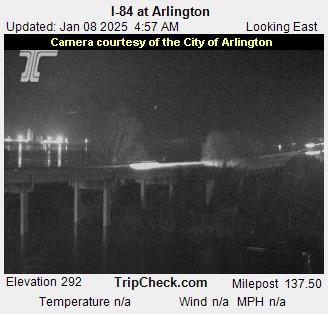 I-84 at Arlington
Updated: Jan 08 2025 4:57 AM Looking East
Camera courtesy of the City of Arlington
Elevation 292 TripCheck.com Milepost 137.50
Temperature n/a Wind n/a MPH n/a